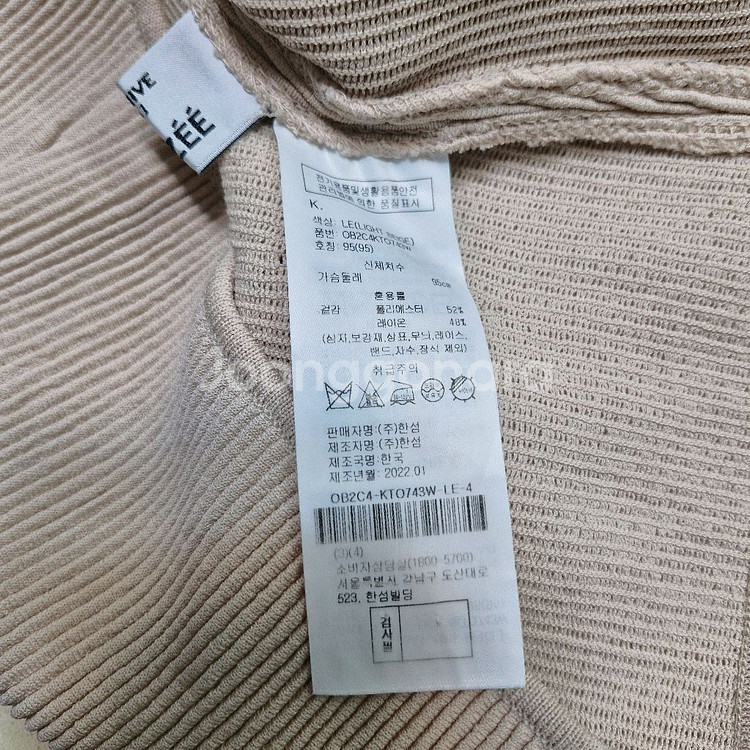 IVE
ZÉÉ
전기용품및생활용품안전
관리법에 의한 품질표시
K.
색상: LE(LIGHT BEIGE)
품번: OB2C4KTO743W
호칭: 95(95)
신체치수
가슴둘레 95cm
혼용률
겉감 폴리에스터 52%
레이온 48%
(심지,보강재,상표,무늬,레이스,
밴드,자수,장식 제외)
취급주의
판매자명:(주)한섬
제조자명:(주)한섬
제조국명:한국
제조년월:2022.01
OB2C4-KTO743W-LE-4
(3)(4)
소비자상담실(1800-5700)
서울특별시 강남구 도산대로
523, 한섬빌딩
검사필
Joonggonara